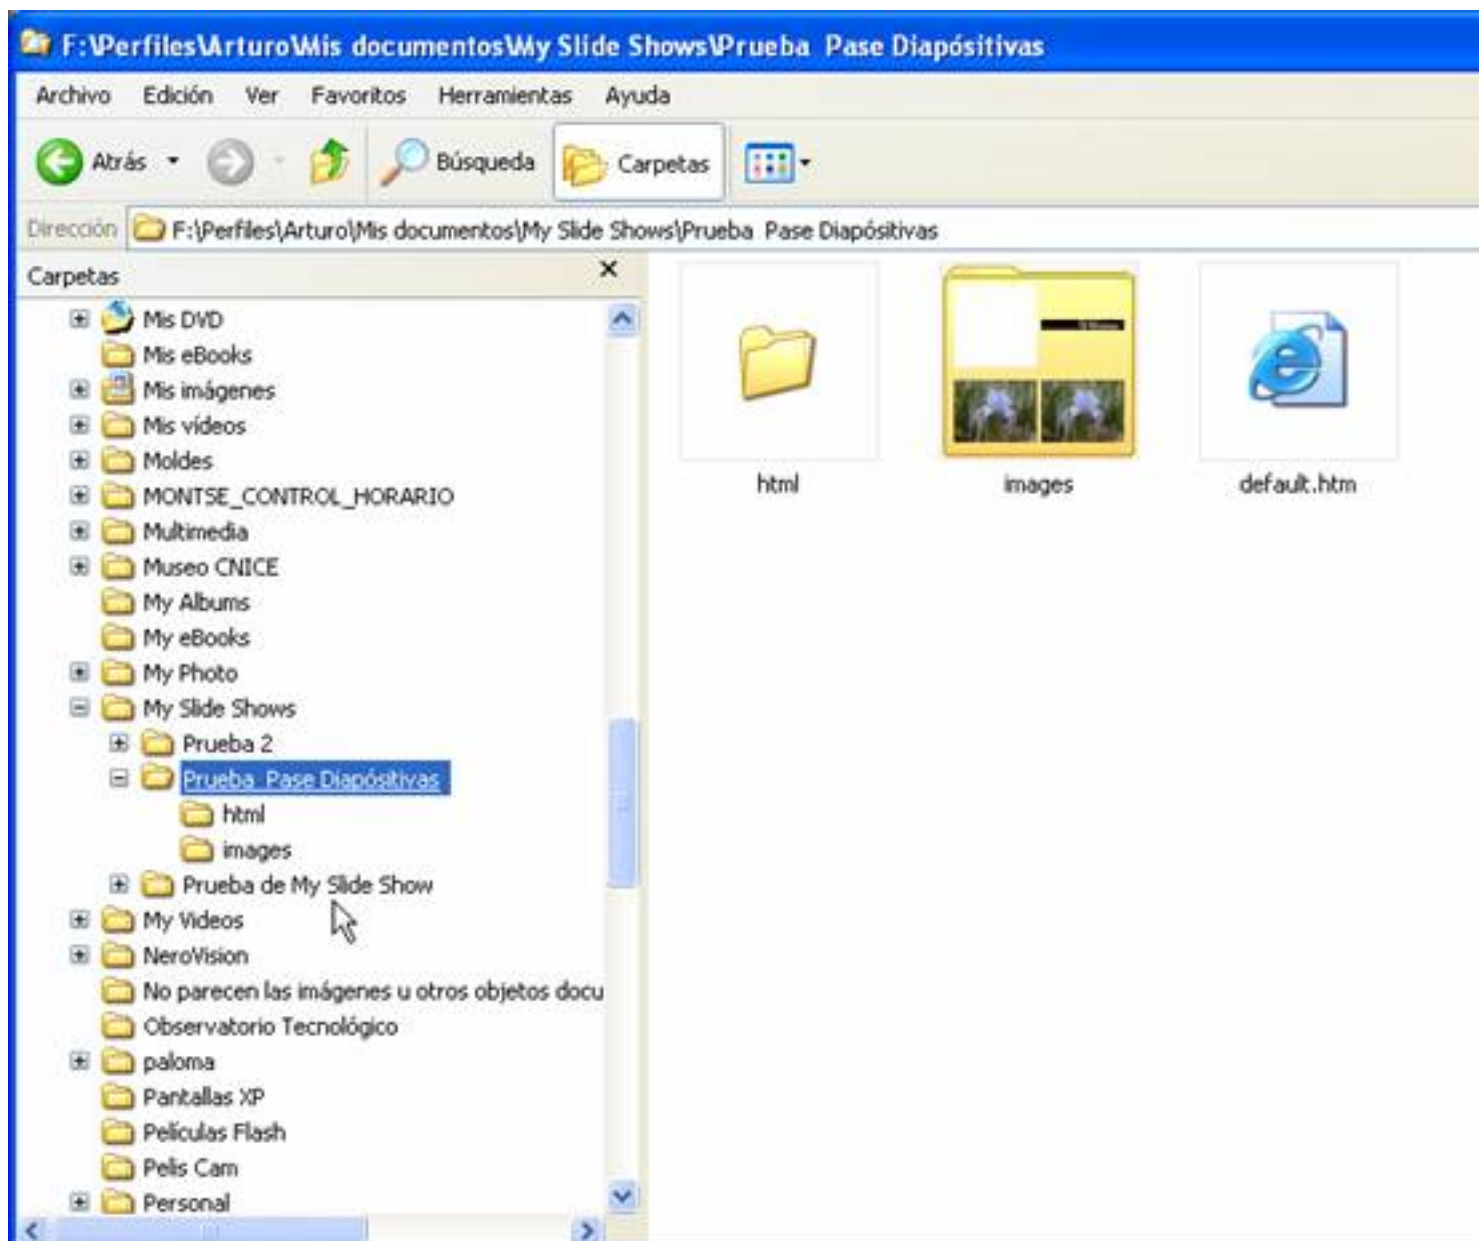 F:\Perfiles\Arturo\Mis documentos\My Slide Shows\Prueba  Pase Diapósitivas
Archivo Edición Ver Favoritos Herramientas Ayuda
Atrás Búsqueda Carpetas
Dirección F:\Perfiles\Arturo\Mis documentos\My Slide Shows\Prueba  Pase Diapósitivas
Carpetas
Mis DVD
Mis eBooks
Mis imágenes
Mis vídeos
Moldes
MONTSE_CONTROL_HORARIO
Multimedia
Museo CNICE
My Albums
My eBooks
My Photo
My Slide Shows
Prueba 2
Prueba  Pase Diapósitivas
html
images
Prueba de My Slide Show
My Videos
NeroVision
No parecen las imágenes u otros objetos docu
Observatorio Tecnológico
paloma
Pantallas XP
Películas Flash
Pelis Cam
Personal
html images default.htm